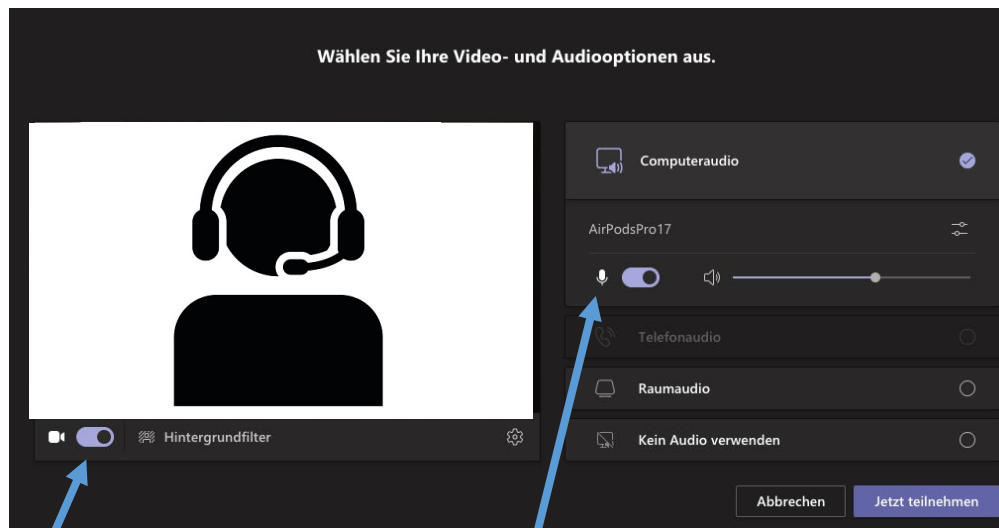 Wählen Sie Ihre Video- und Audiooptionen aus.
Computeraudio
AirPodsPro17
Telefonaudio
Raumaudio
Hintergrundfilter
Kein Audio verwenden
Abbrechen
Jetzt teilnehmen